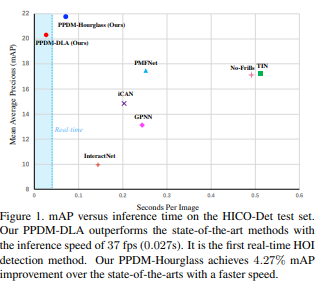 22
20
18
16
14
12
10
8
Mean Average Precious (mAP)
PPDM-Hourglass (Ours)
PPDM-DLA (Ours)
PMFNet
No-Frills
TIN
iCAN
GPNN
Real-time
InteractNet
0
0.1
0.2
0.3
0.4
0.5
0.6
Seconds Per Image
Figure 1. mAP versus inference time on the HICO-Det test set.
Our PPDM-DLA outperforms the state-of-the-art methods with
the inference speed of 37 fps (0.027s). It is the first real-time HOI
detection method. Our PPDM-Hourglass achieves 4.27% mAP
improvement over the state-of-the-arts with a faster speed.